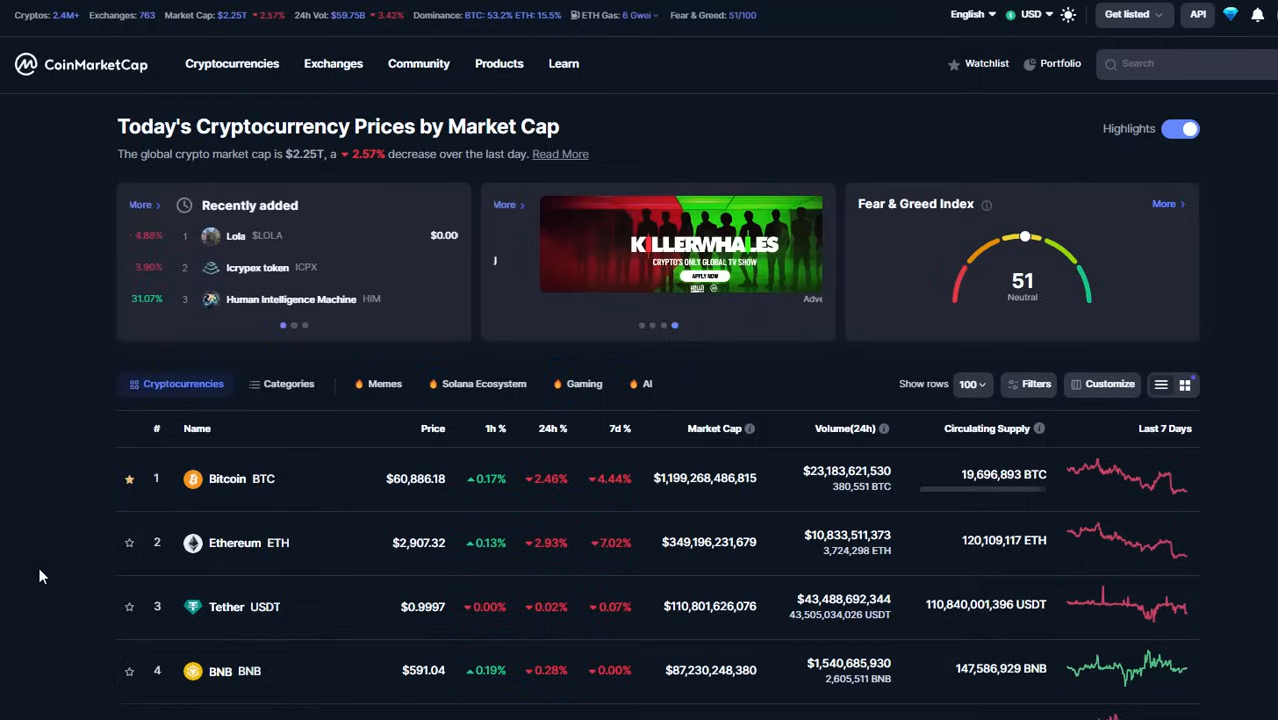 Cryptos: 2.4M+ Exchanges: 763 Market Cap: $2.25T 2.57% 24h Vol: $59.75B 3.42% Dominance: BTC: 53.2% ETH: 15.5% ETH Gas: 6 Gwei Fear & Greed: 51/100 English USD Get listed API
CoinMarketCap Cryptocurrencies Exchanges Community Products Learn Watchlist Portfolio Search
Today's Cryptocurrency Prices by Market Cap Highlights
The global crypto market cap is $2.25T, a 2.57% decrease over the last day. Read More
More Recently added
4.88% 1 Lola $LOLA $0.00
3.90% 2 Icrypex token ICPX
31.07% 3 Human Intelligence Machine HIM
More
KILLERWHALES
CRYPTO'S ONLY GLOBAL TV SHOW
APPLY NOW
Adve
Fear & Greed Index More
51
Neutral
Cryptocurrencies Categories Memes Solana Ecosystem Gaming AI Show rows 100 Filters Customize
# Name Price 1h % 24h % 7d % Market Cap Volume(24h) Circulating Supply Last 7 Days
1 Bitcoin BTC $60,886.18 0.17% 2.46% 4.44% $1,199,268,486,815 $23,183,621,530 19,696,893 BTC
380,551 BTC
2 Ethereum ETH $2,907.32 0.13% 2.93% 7.02% $349,196,231,679 $10,833,511,373 120,109,117 ETH
3,724,298 ETH
3 Tether USDT $0.9997 0.00% 0.02% 0.07% $110,801,626,076 $43,488,692,344 110,840,001,396 USDT
43,505,034,026 USDT
4 BNB BNB $591.04 0.19% 0.28% 0.00% $87,230,248,380 $1,540,685,930 147,586,929 BNB
2,605,511 BNB